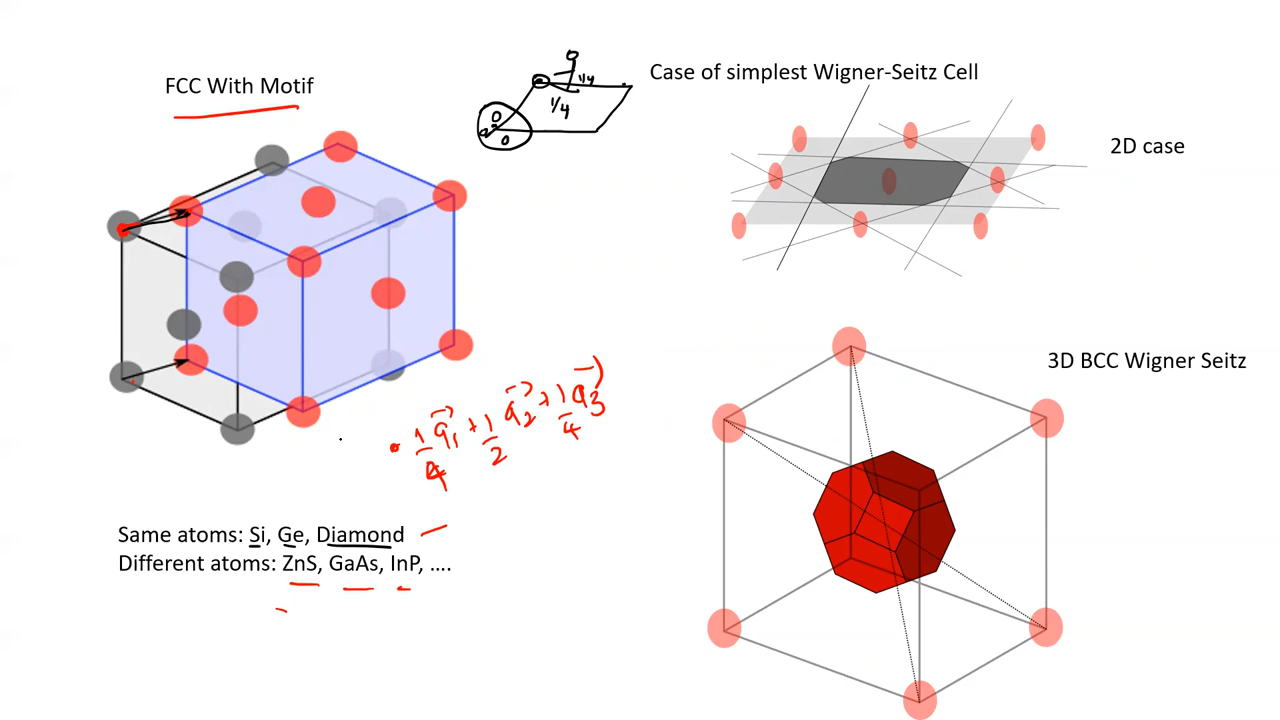 FCC With Motif
0
0
1/4
1/4
Case of simplest Wigner-Seitz Cell
2D case
3D BCC Wigner Seitz
1/4 a⃗1 + 1/2 a⃗2 + 1/4 a⃗3
Same atoms: Si, Ge, Diamond
Different atoms: ZnS, GaAs, InP, ....